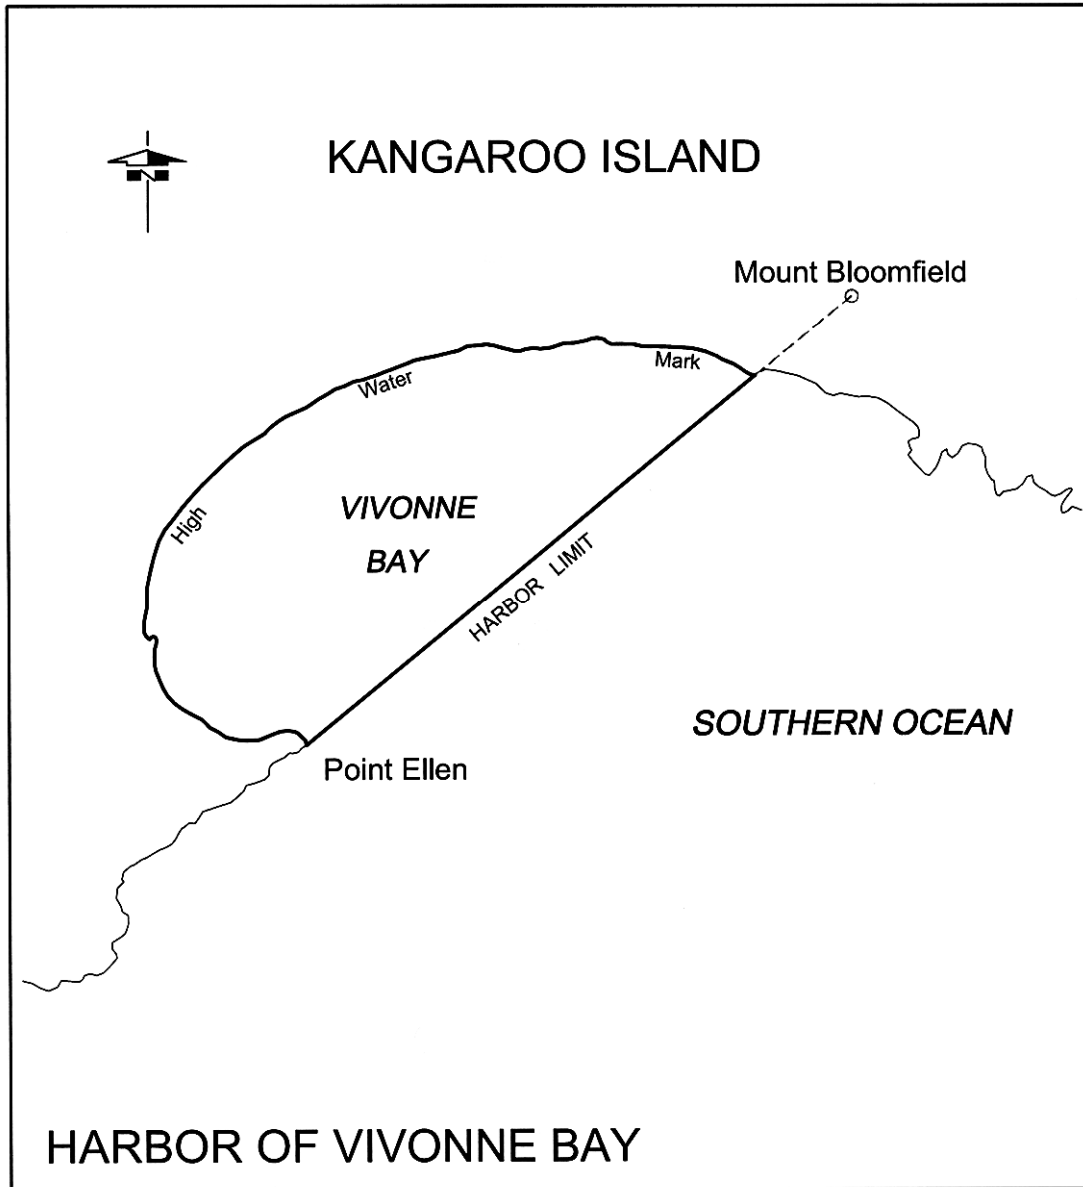 KANGAROO ISLAND
N
Mount Bloomfield
Mark
Water
High
VIVONNE
BAY
HARBOR LIMIT
SOUTHERN OCEAN
Point Ellen
HARBOR OF VIVONNE BAY